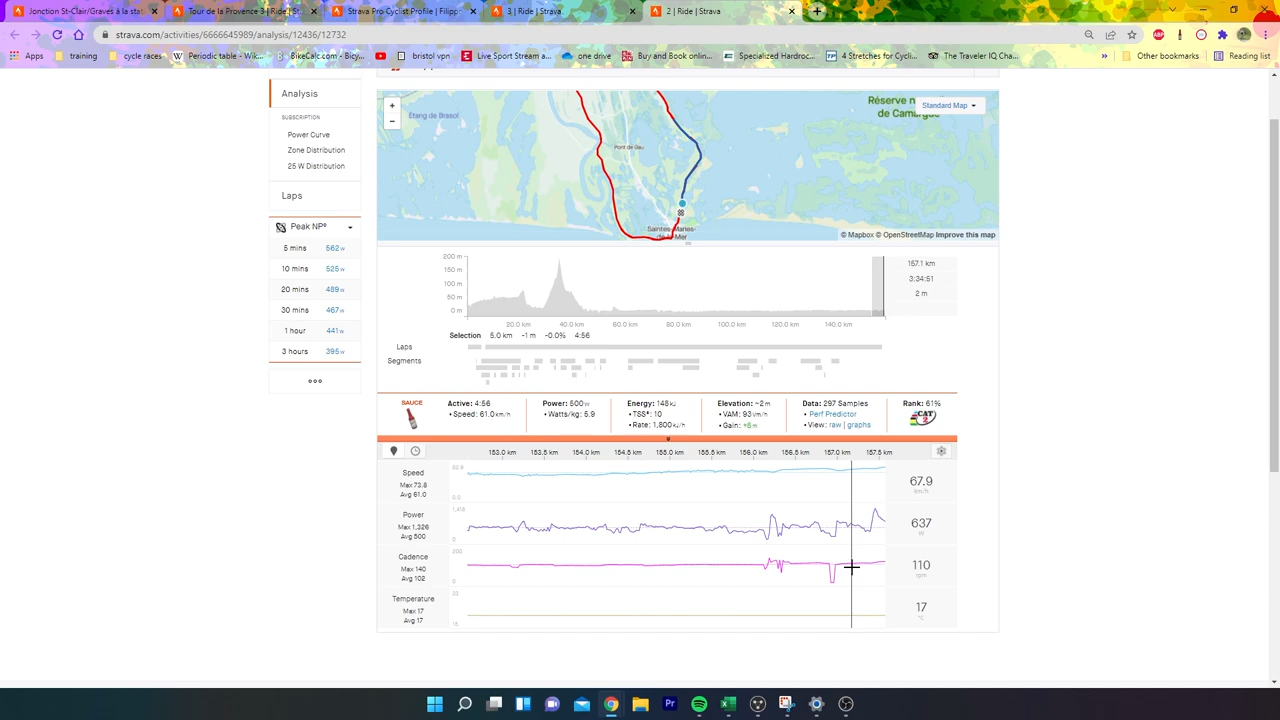 Jonction St-Clair/Graves à la stat
Tour de la Provence 3 | Ride | St
Strava Pro Cyclist Profile | Filipp
3 | Ride | Strava
2 | Ride | Strava
strava.com/activities/6666645989/analysis/12436/12732
Apps
training
cycle races
Periodic table - Wik...
BikeCalc.com - Bicy...
bristol vpn
Live Sport Stream a...
one drive
Buy and Book onlin...
Specialized Hardroc...
4 Stretches for Cycli...
The Traveler IQ Cha...
Other bookmarks
Reading list
Analysis
SUBSCRIPTION
Power Curve
Zone Distribution
25 W Distribution
Laps
Peak NP®
5 mins 562w
10 mins 525w
20 mins 489w
30 mins 467w
1 hour 441w
3 hours 395w
Étang de Brasol
Pont de Gau
Saintes-Maries-
de-la-Mer
Standard Map
de Camargue
© Mapbox © OpenStreetMap Improve this map
200 m
150 m
100 m
50 m
0 m
20.0 km 40.0 km 60.0 km 80.0 km 100.0 km 120.0 km 140.0 km
157.1 km
3:34:51
2 m
Selection 5.0 km -1 m -0.0% 4:56
Laps
Segments
SAUCE
Active: 4:56
• Speed: 61.0km/h
Power: 500w
• Watts/kg: 5.9
Energy: 148kJ
• TSS®: 10
• Rate: 1,800kJ/h
Elevation: ~2m
• VAM: 93Vm/h
• Gain: +8m
Data: 297 Samples
• Perf Predictor
• View: raw | graphs
Rank: 61%
CAT 2
153.0 km 153.5 km 154.0 km 154.5 km 155.0 km 155.5 km 156.0 km 156.5 km 157.0 km 157.5 km
Speed
Max 73.8
Avg 61.0
0.0
67.9
km/h
Power
Max 1,326
Avg 500
1,418
0
637
W
Cadence
Max 140
Avg 102
200
0
110
rpm
Temperature
Max 17
Avg 17
17
°C